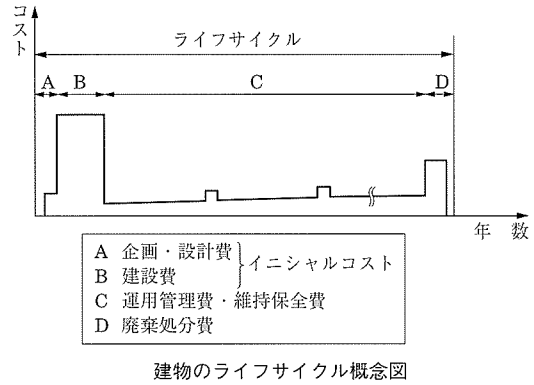 コスト
ライフサイクル
A B C D
年 数
A 企画・設計費
B 建設費
イニシャルコスト
C 運用管理費・維持保全費
D 廃棄処分費
建物のライフサイクル概念図